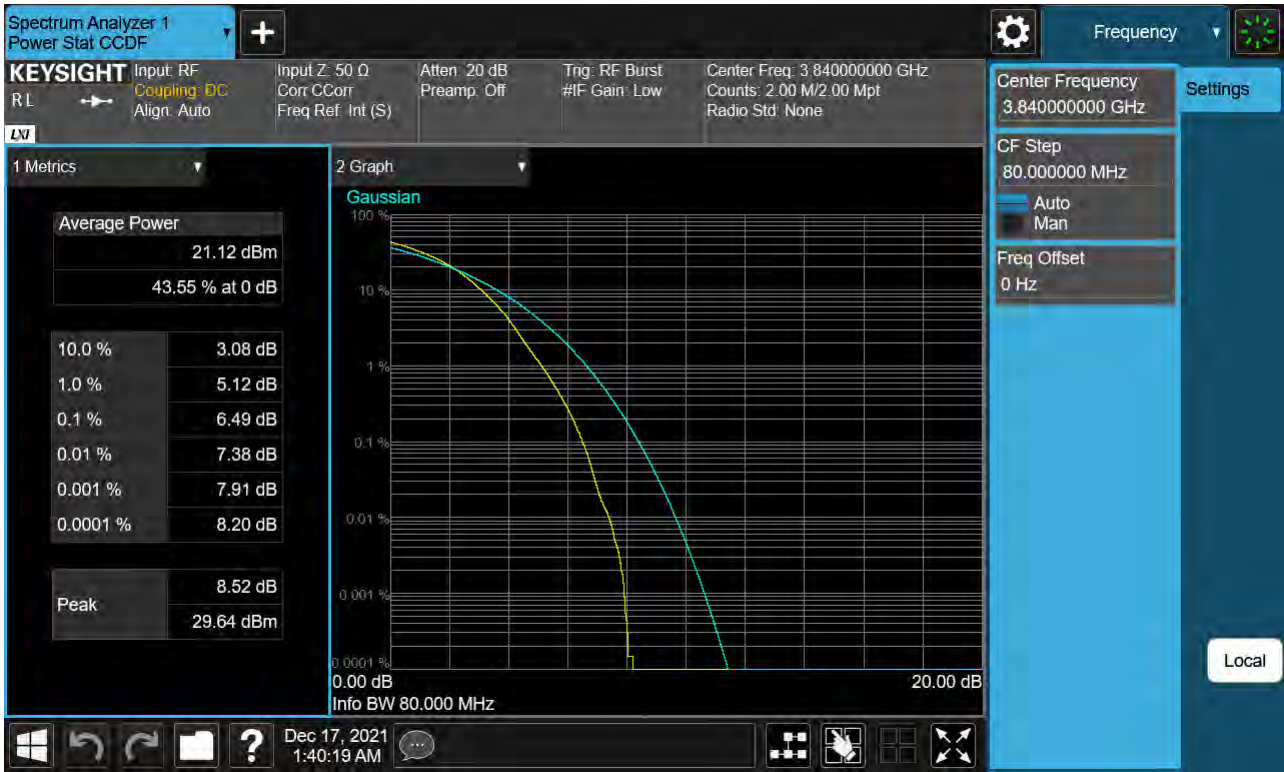 Spectrum Analyzer 1
Power Stat CCDF
+
Frequency
KEYSIGHT
RL
LXI
Input: RF
Coupling: DC
Align: Auto
Input Z: 50 Ω
Corr CCorr
Freq Ref: Int (S)
Atten: 20 dB
Preamp: Off
Trig: RF Burst
#IF Gain: Low
Center Freq: 3.840000000 GHz
Counts: 2.00 M/2.00 Mpt
Radio Std: None
Center Frequency
3.840000000 GHz
Settings
CF Step
80.000000 MHz
Auto
Man
Freq Offset
0 Hz
Local
1 Metrics
Average Power
21.12 dBm
43.55 % at 0 dB
10.0 % 3.08 dB
1.0 % 5.12 dB
0.1 % 6.49 dB
0.01 % 7.38 dB
0.001 % 7.91 dB
0.0001 % 8.20 dB
Peak
8.52 dB
29.64 dBm
2 Graph
Gaussian
100 %
10 %
1 %
0.1 %
0.01 %
0.001 %
0.0001 %
0.00 dB 20.00 dB
Info BW 80.000 MHz
?
Dec 17, 2021
1:40:19 AM